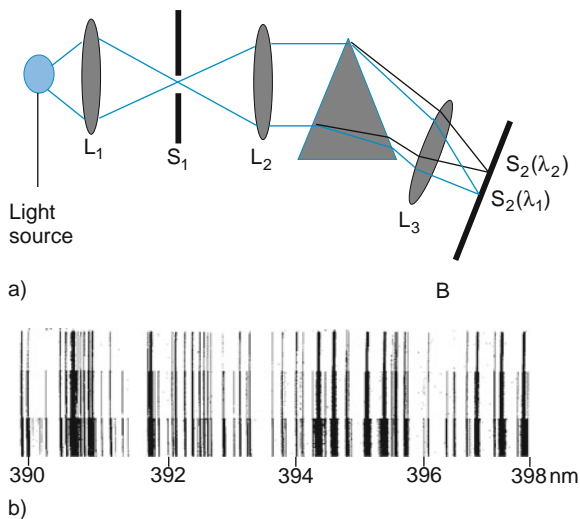 L₁
S₁
L₂
L₃
S₂(λ₂)
S₂(λ₁)
Light
source
a)
B
390 392 394 396 398 nm
b)